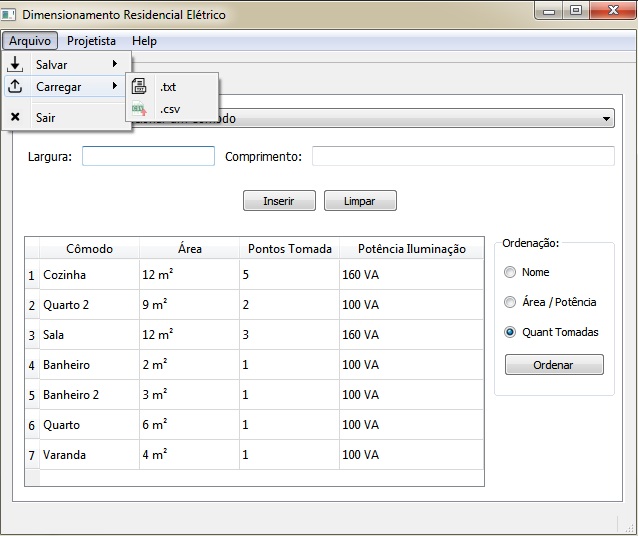 Dimensionamento Residencial Elétrico
Arquivo Projetista Help
Salvar
Carregar
.txt
.csv
Sair
Largura: Comprimento:
Inserir Limpar
Cômodo Área Pontos Tomada Potência Iluminação
1 Cozinha 12 m² 5 160 VA
2 Quarto 2 9 m² 2 100 VA
3 Sala 12 m² 3 160 VA
4 Banheiro 2 m² 1 100 VA
5 Banheiro 2 3 m² 1 100 VA
6 Quarto 6 m² 1 100 VA
7 Varanda 4 m² 1 100 VA
Ordenação:
Nome
Área / Potência
Quant Tomadas
Ordenar